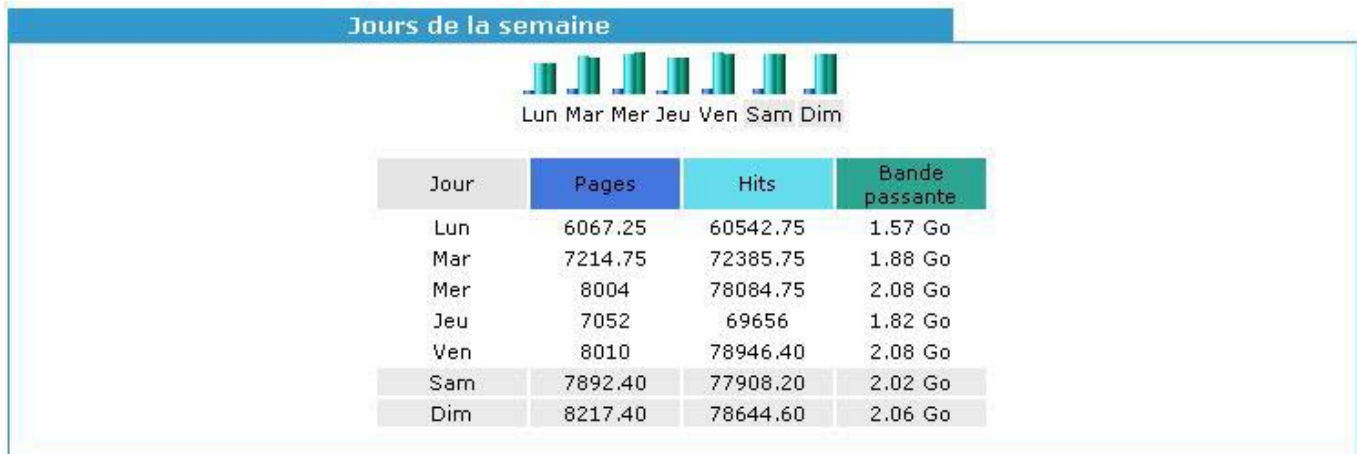 Jours de la semaine
Lun Mar Mer Jeu Ven Sam Dim
Jour Pages Hits Bande passante
Lun 6067.25 60542.75 1.57 Go
Mar 7214.75 72385.75 1.88 Go
Mer 8004 78084.75 2.08 Go
Jeu 7052 69656 1.82 Go
Ven 8010 78946.40 2.08 Go
Sam 7892.40 77908.20 2.02 Go
Dim 8217.40 78644.60 2.06 Go